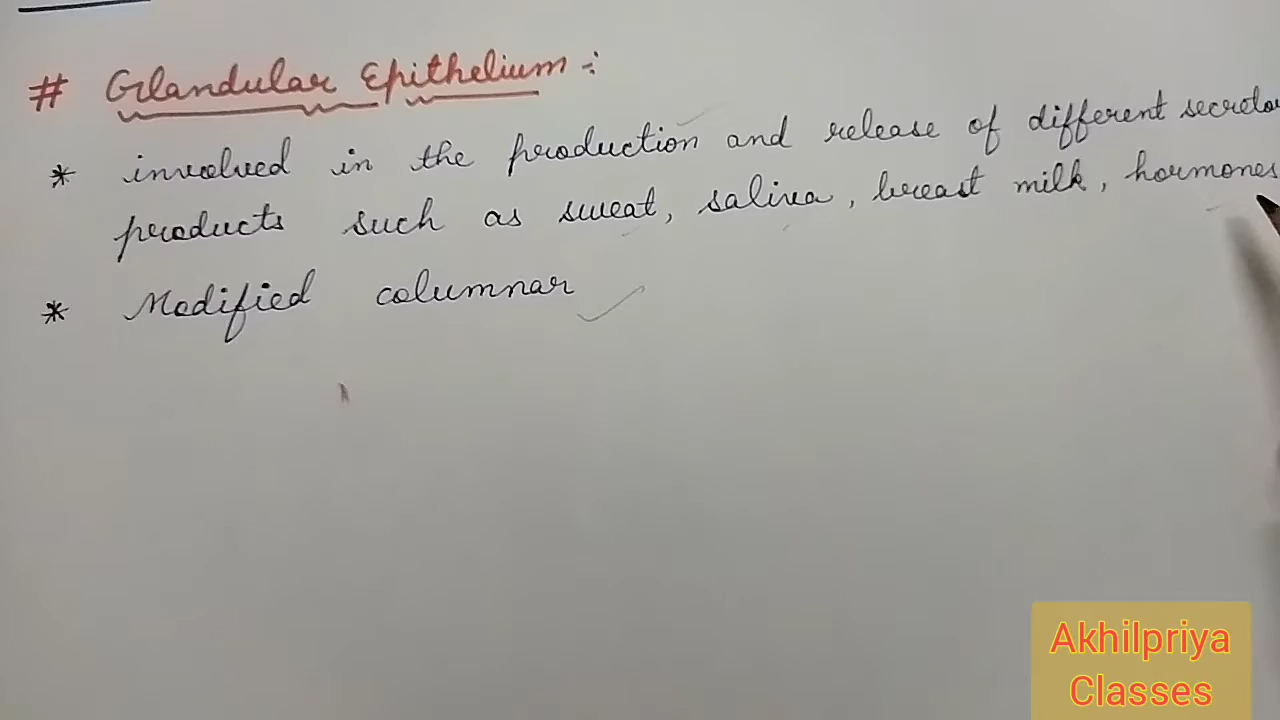 # Glandular Epithelium :-
* involved in the production and release of different
products such as sweat, saliva, breast milk, hormones
* Modified columnar
Akhilpriya
Classes